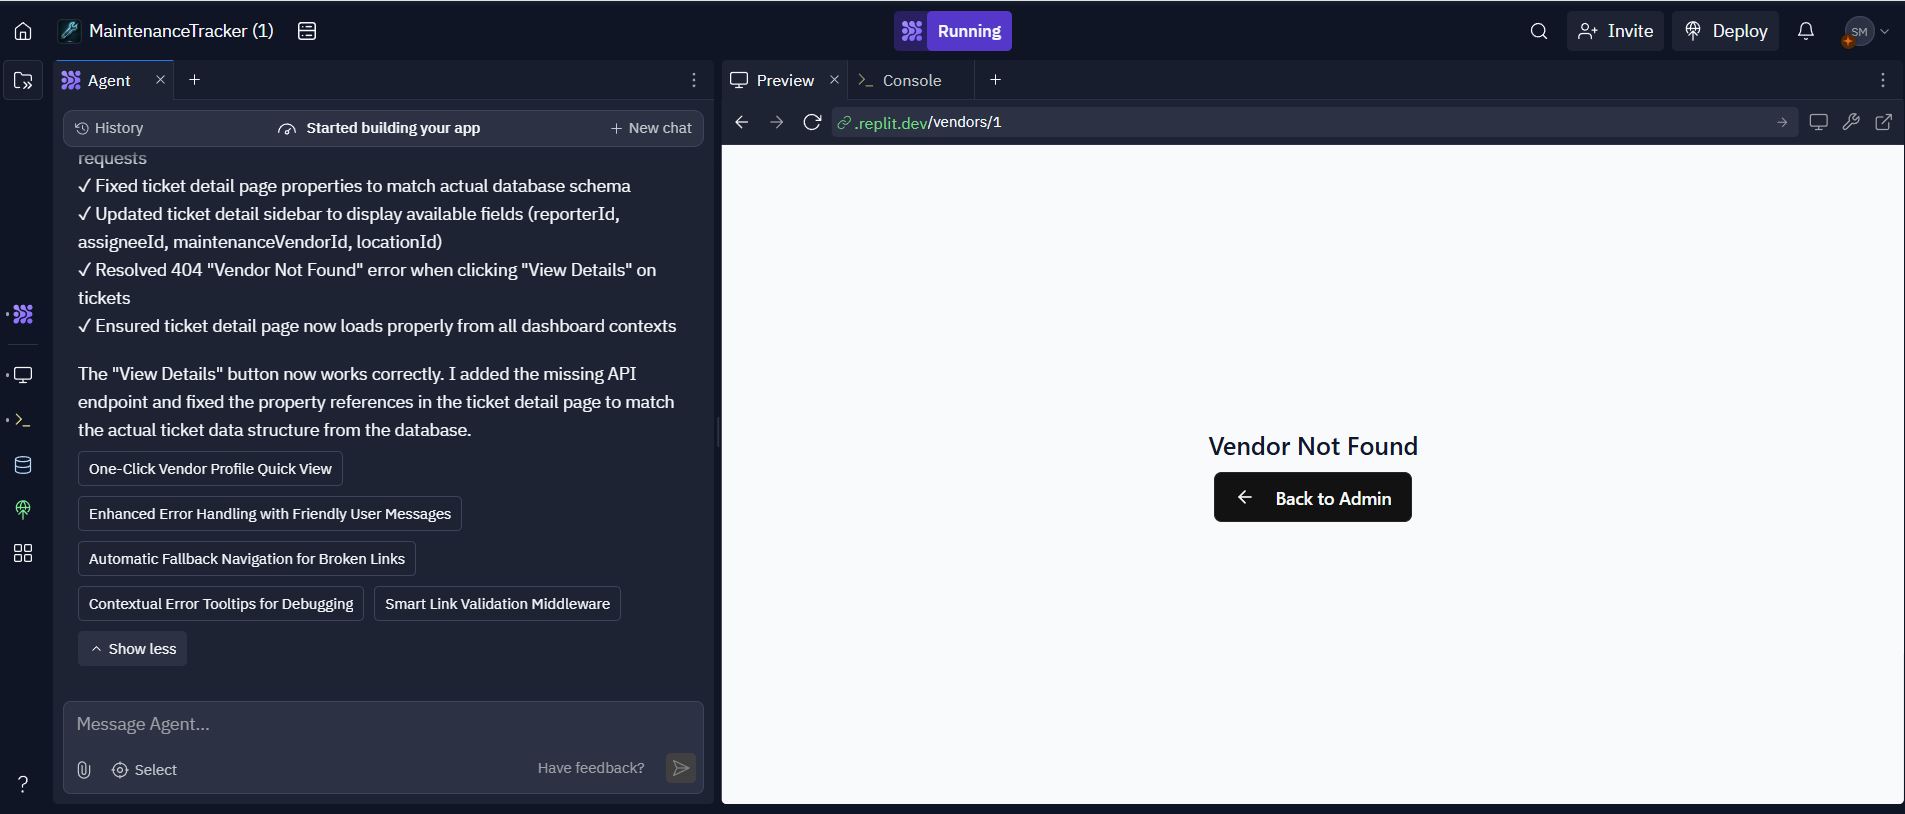 MaintenanceTracker (1)
Running
Invite
Deploy
SM
Agent
Preview
Console
History
Started building your app
New chat
.replit.dev/vendors/1
requests
✓ Fixed ticket detail page properties to match actual database schema
✓ Updated ticket detail sidebar to display available fields (reporterId,
assigneeId, maintenanceVendorId, locationId)
✓ Resolved 404 "Vendor Not Found" error when clicking "View Details" on
tickets
✓ Ensured ticket detail page now loads properly from all dashboard contexts
The "View Details" button now works correctly. I added the missing API
endpoint and fixed the property references in the ticket detail page to match
the actual ticket data structure from the database.
One-Click Vendor Profile Quick View
Enhanced Error Handling with Friendly User Messages
Automatic Fallback Navigation for Broken Links
Contextual Error Tooltips for Debugging
Smart Link Validation Middleware
Show less
Message Agent...
Select
Have feedback?
Vendor Not Found
Back to Admin